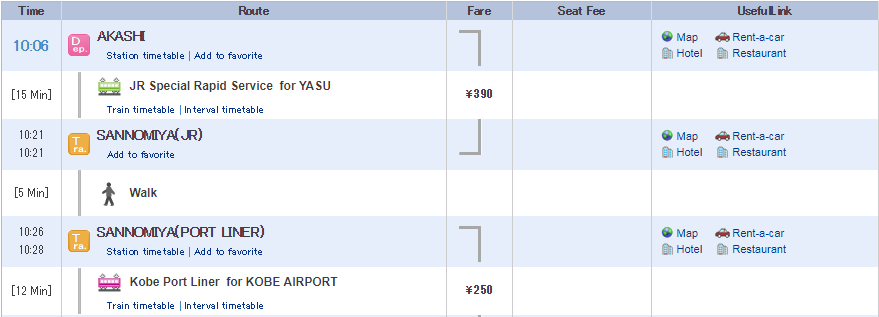 Time Route Fare Seat Fee UsefulLink
10:06 Dep. AKASHI Map Rent-a-car
Station timetable | Add to favorite Hotel Restaurant
JR Special Rapid Service for YASU
[15 Min] ¥390
Train timetable | Interval timetable
10:21 Tra. SANNOMIYA(JR) Map Rent-a-car
10:21 Add to favorite Hotel Restaurant
[5 Min] Walk
10:26 Tra. SANNOMIYA(PORT LINER) Map Rent-a-car
10:28 Station timetable | Add to favorite Hotel Restaurant
Kobe Port Liner for KOBE AIRPORT
[12 Min] ¥250
Train timetable | Interval timetable